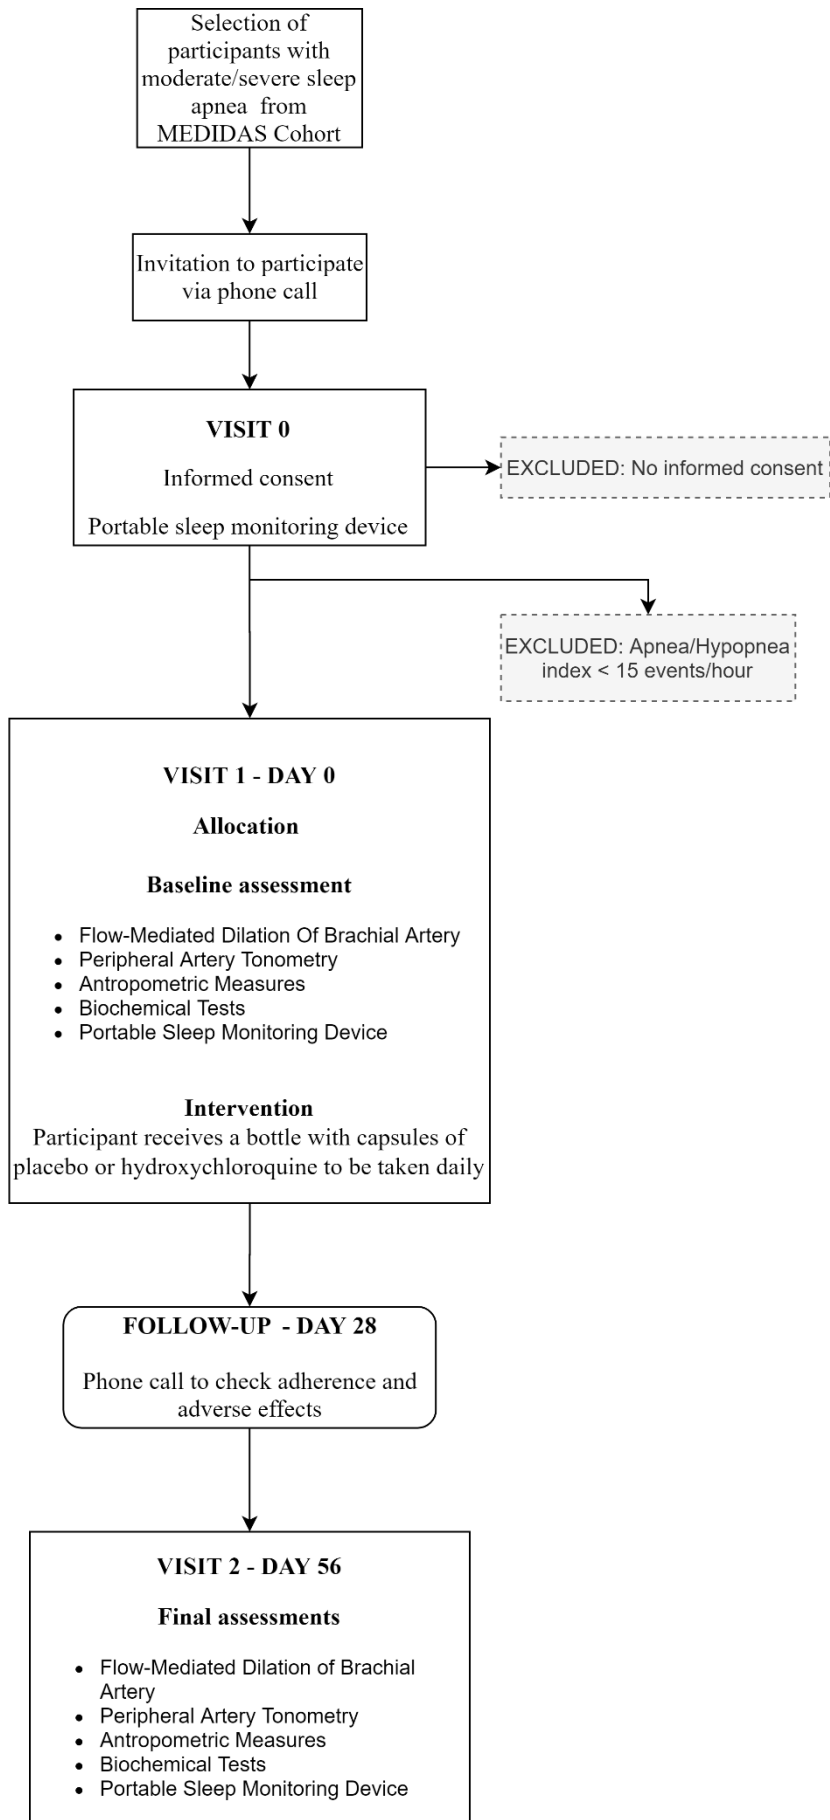 Selection of
participants with
moderate/severe sleep
apnea from
MEDIDAS Cohort
Invitation to participate
via phone call
VISIT 0
Informed consent
Portable sleep monitoring device
EXCLUDED: No informed consent
EXCLUDED: Apnea/Hypopnea
index < 15 events/hour
VISIT 1 - DAY 0
Allocation
Baseline assessment
• Flow-Mediated Dilation Of Brachial Artery
• Peripheral Artery Tonometry
• Antropometric Measures
• Biochemical Tests
• Portable Sleep Monitoring Device
Intervention
Participant receives a bottle with capsules of
placebo or hydroxychloroquine to be taken daily
FOLLOW-UP - DAY 28
Phone call to check adherence and
adverse effects
VISIT 2 - DAY 56
Final assessments
• Flow-Mediated Dilation of Brachial
Artery
• Peripheral Artery Tonometry
• Antropometric Measures
• Biochemical Tests
• Portable Sleep Monitoring Device